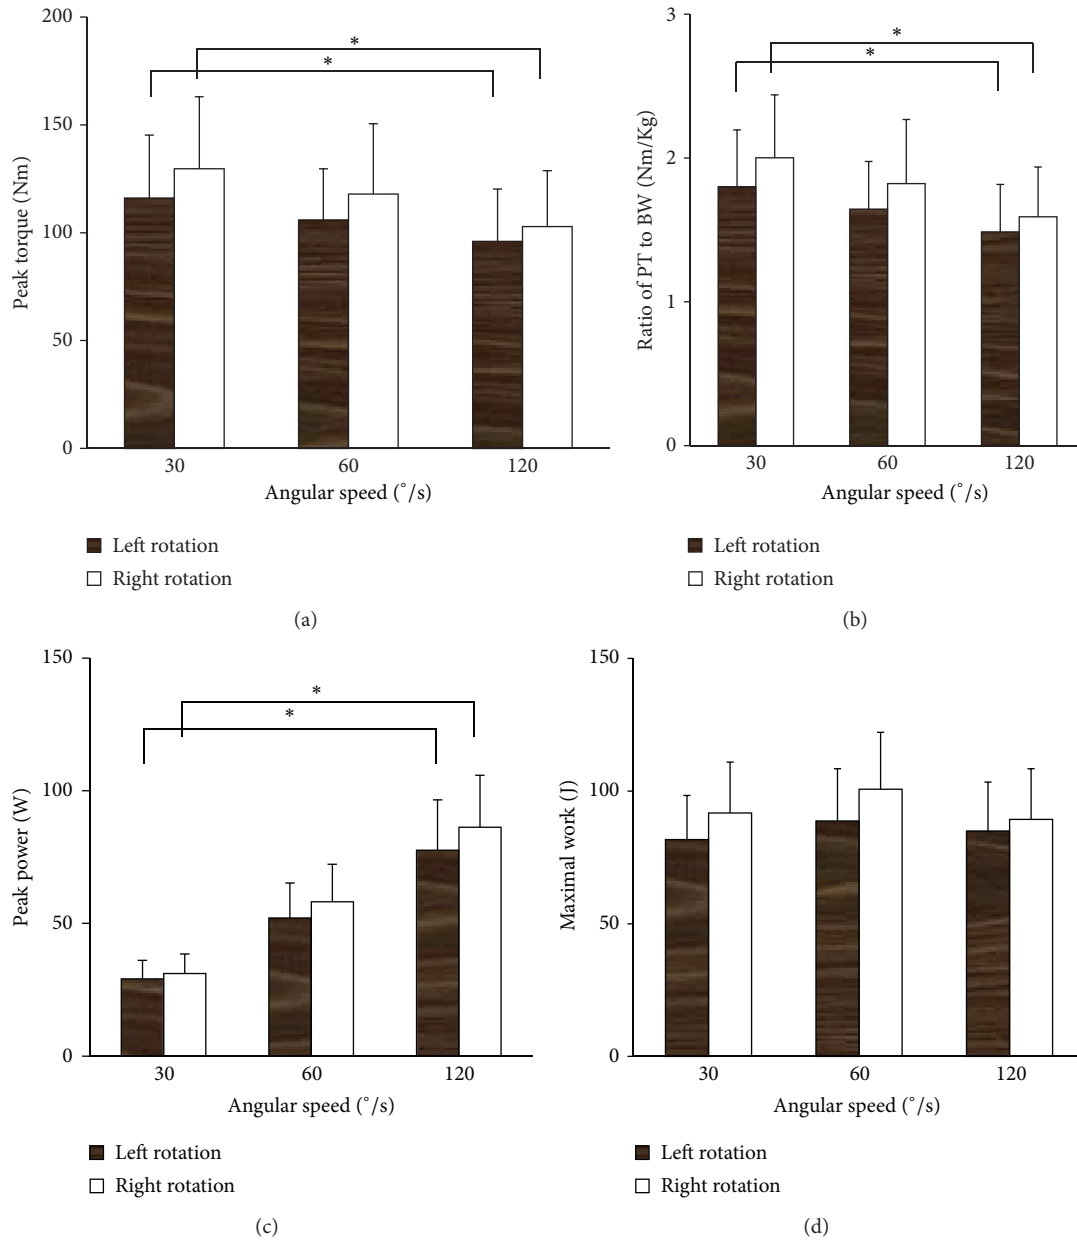 200
150
100
50
0
Peak torque (Nm)
*
*
30 60 120
Angular speed (°/s)
Left rotation
Right rotation
(a)
3
2
1
0
Ratio of PT to BW (Nm/Kg)
*
*
30 60 120
Angular speed (°/s)
Left rotation
Right rotation
(b)
150
100
50
0
Peak power (W)
*
*
30 60 120
Angular speed (°/s)
Left rotation
Right rotation
(c)
150
100
50
0
Maximal work (J)
30 60 120
Angular speed (°/s)
Left rotation
Right rotation
(d)